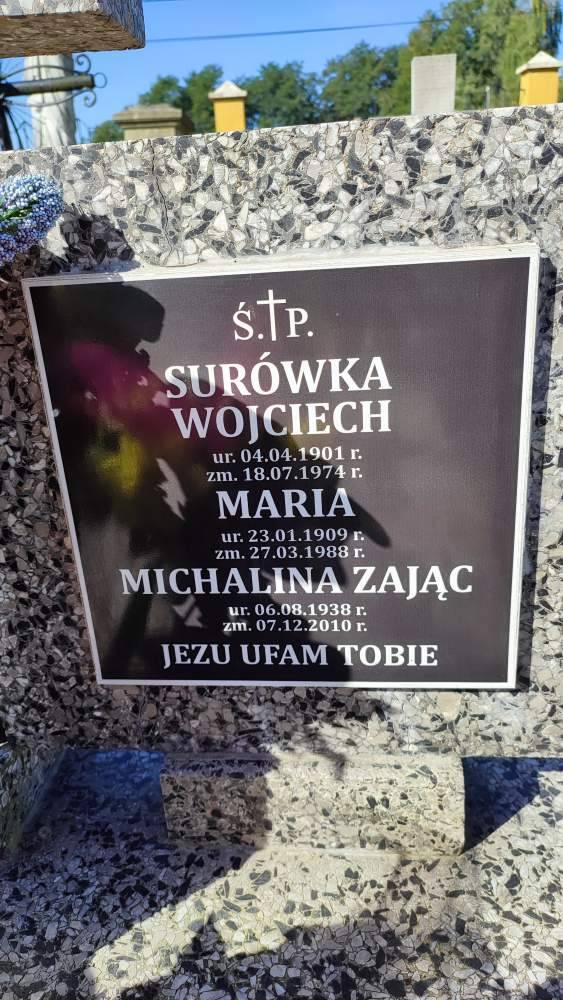 Ś.†P.
SURÓWKA
WOJCIECH
ur. 04.04.1901 r.
zm. 18.07.1974 r.
MARIA
ur. 23.01.1909 r.
zm. 27.03.1988 r.
MICHALINA ZAJĄC
ur. 06.08.1938 r.
zm. 07.12.2010 r.
JEZU UFAM TOBIE